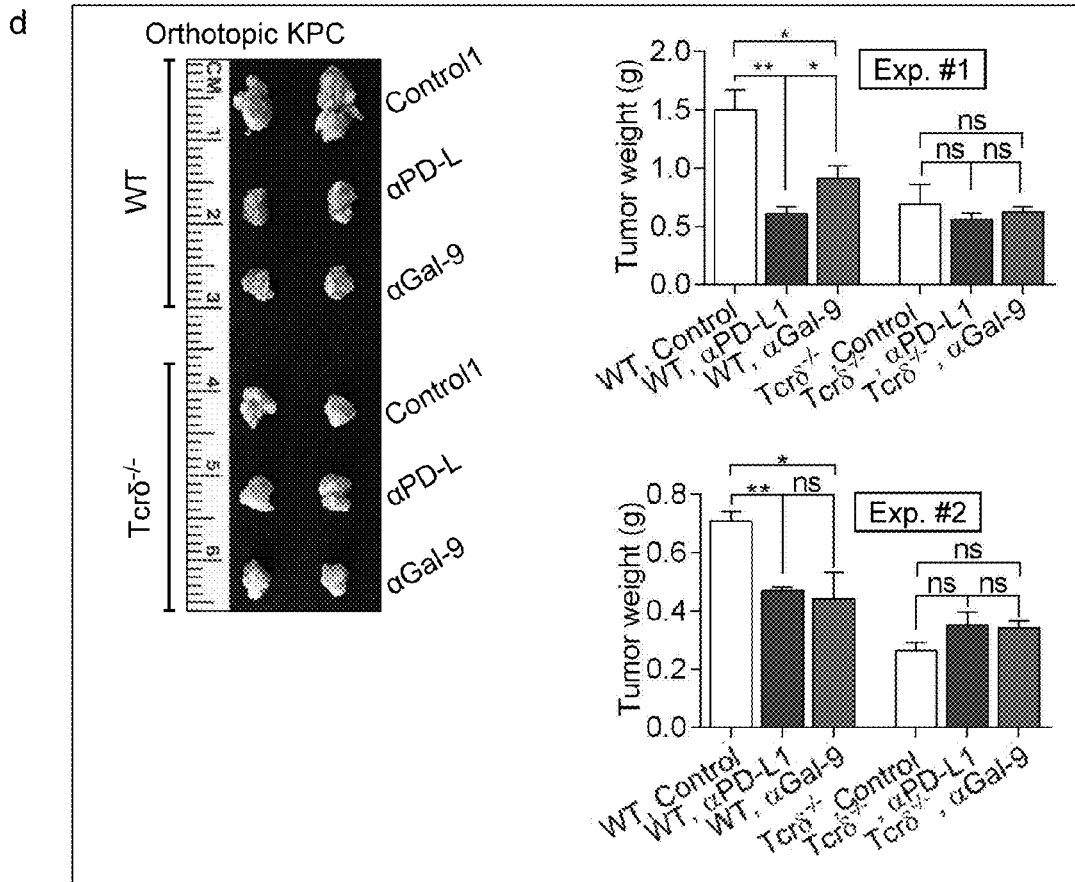 d
Orthotopic KPC
WT
Tcrδ-/-
CM
1
2
3
4
5
6
Control1
αPD-L
αGal-9
Control1
αPD-L
αGal-9
Exp. #1
Tumor weight (g)
2.0
1.5
1.0
0.5
0.0
*
** *
ns
ns ns
WT, Control
WT, αPD-L1
WT, αGal-9
Tcrδ-/-, Control
Tcrδ-/-, αPD-L1
Tcrδ-/-, αGal-9
Exp. #2
Tumor weight (g)
0.8
0.6
0.4
0.2
0.0
*
** ns
ns
ns ns
WT, Control
WT, αPD-L1
WT, αGal-9
Tcrδ-/-, Control
Tcrδ-/-, αPD-L1
Tcrδ-/-, αGal-9